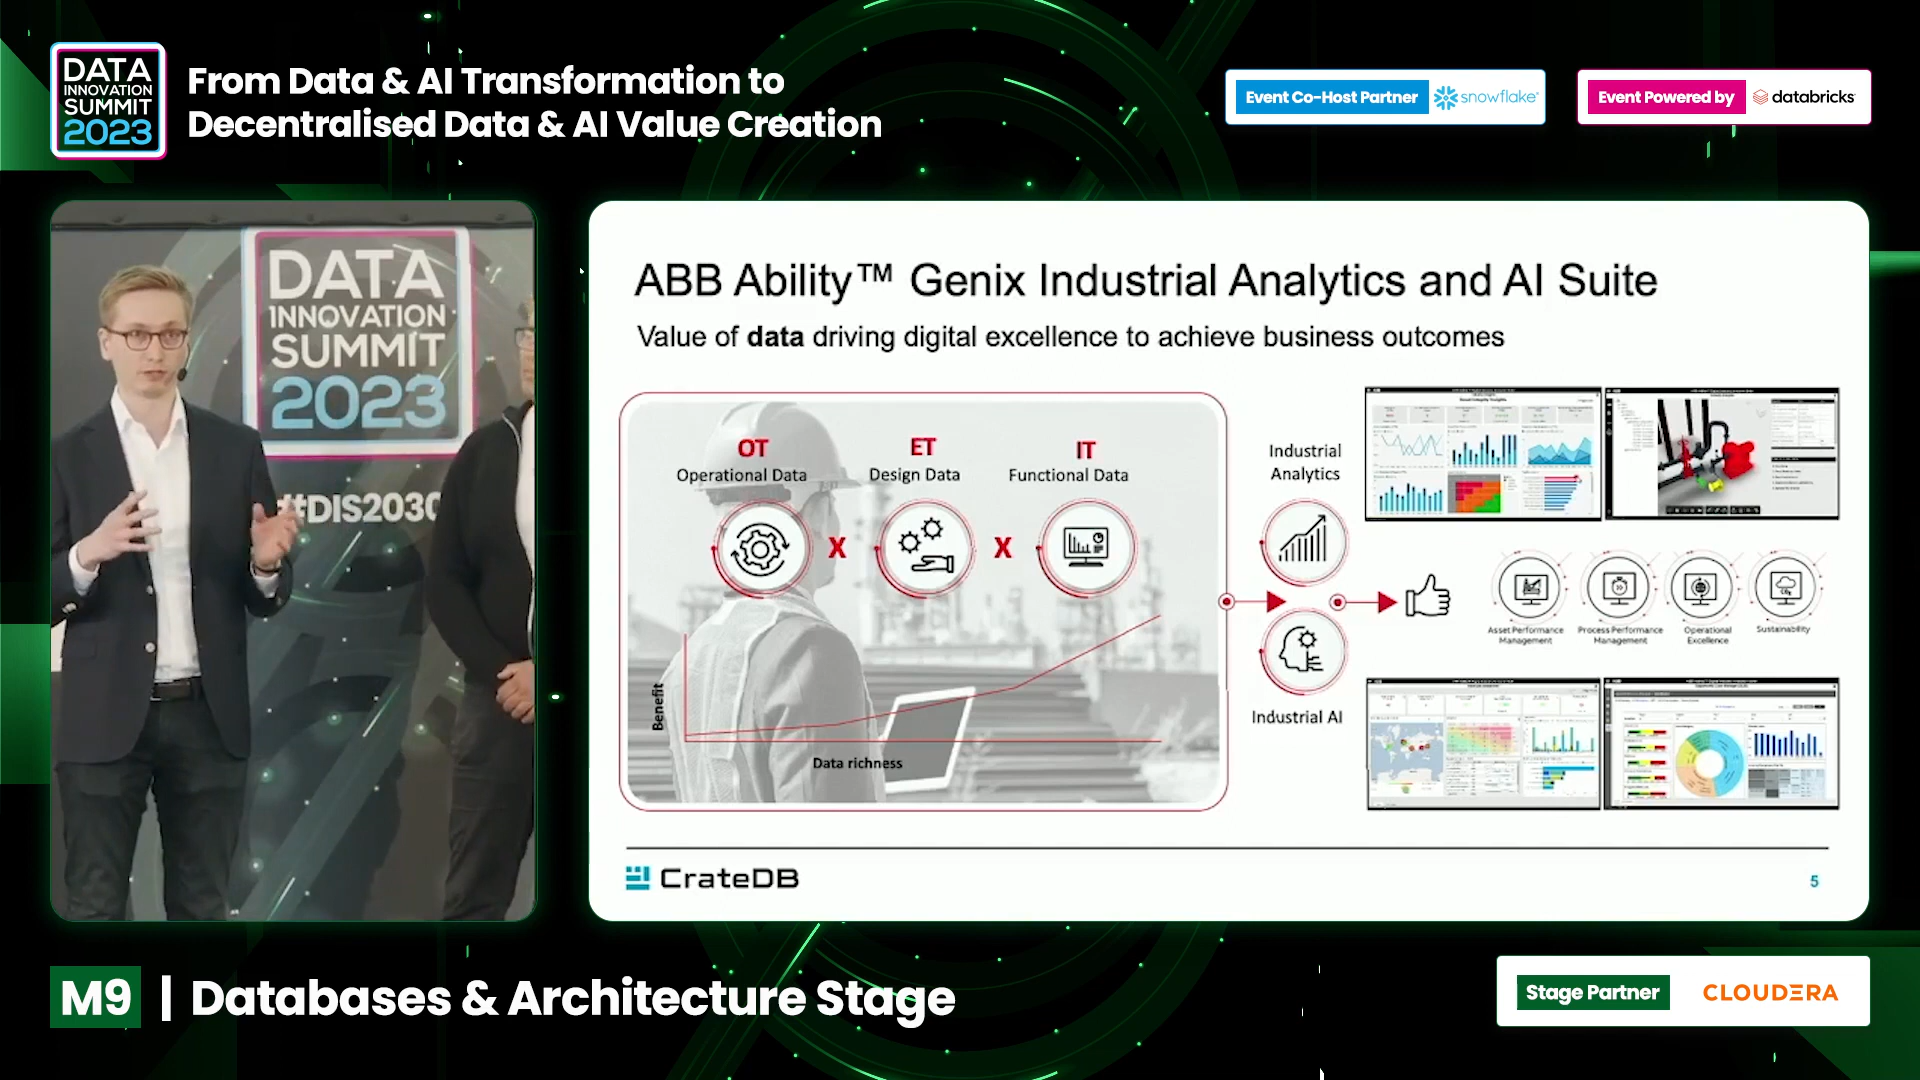 DATA
INNOVATION
SUMMIT
2023
From Data & AI Transformation to
Decentralised Data & AI Value Creation
Event Co-Host Partner
snowflake
Event Powered by
databricks
DATA
INNOVATION
SUMMIT
2023
#DIS2030
ABB Ability™ Genix Industrial Analytics and AI Suite
Value of data driving digital excellence to achieve business outcomes
OT
Operational Data
X
ET
Design Data
X
IT
Functional Data
Benefit
Data richness
Industrial
Analytics
Industrial AI
Asset Performance
Management
Process Performance
Management
Operational
Excellence
Sustainability
CrateDB
5
M9 | Databases & Architecture Stage
Stage Partner
CLOUDERA